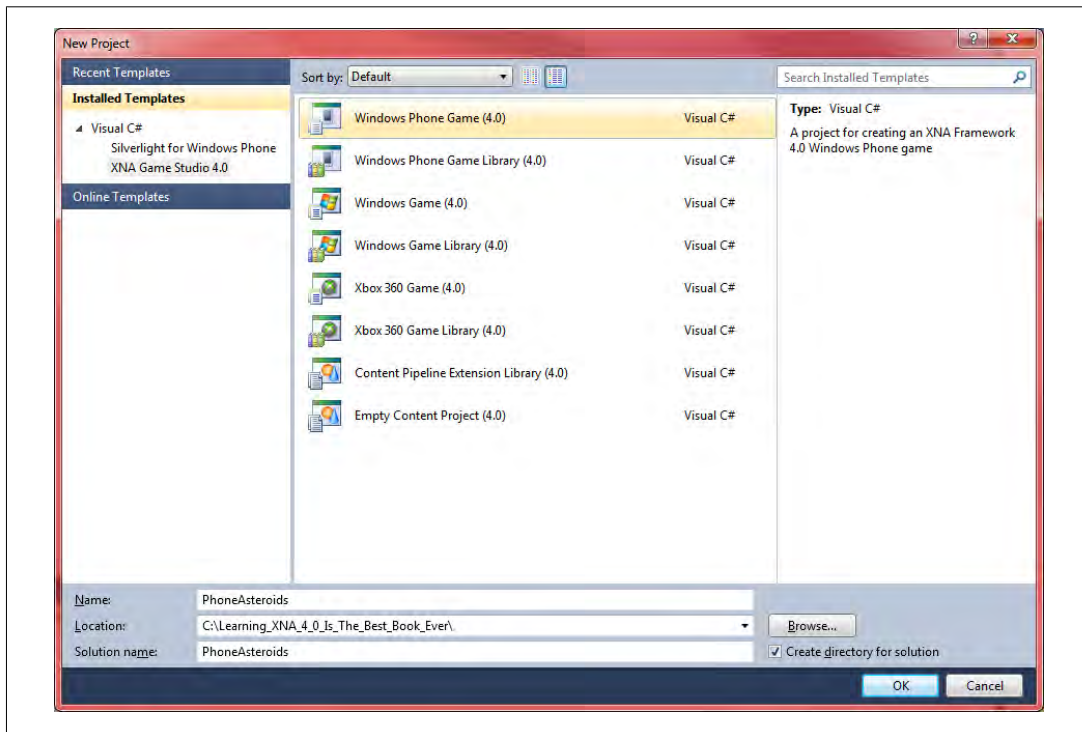 New Project
Recent Templates
Installed Templates
Visual C#
Silverlight for Windows Phone
XNA Game Studio 4.0
Online Templates
Sort by: Default
Windows Phone Game (4.0) Visual C#
Windows Phone Game Library (4.0) Visual C#
Windows Game (4.0) Visual C#
Windows Game Library (4.0) Visual C#
Xbox 360 Game (4.0) Visual C#
Xbox 360 Game Library (4.0) Visual C#
Content Pipeline Extension Library (4.0) Visual C#
Empty Content Project (4.0) Visual C#
Search Installed Templates
Type: Visual C#
A project for creating an XNA Framework
4.0 Windows Phone game
Name: PhoneAsteroids
Location: C:\Learning_XNA_4_0_Is_The_Best_Book_Ever\
Browse...
Solution name: PhoneAsteroids
Create directory for solution
OK Cancel